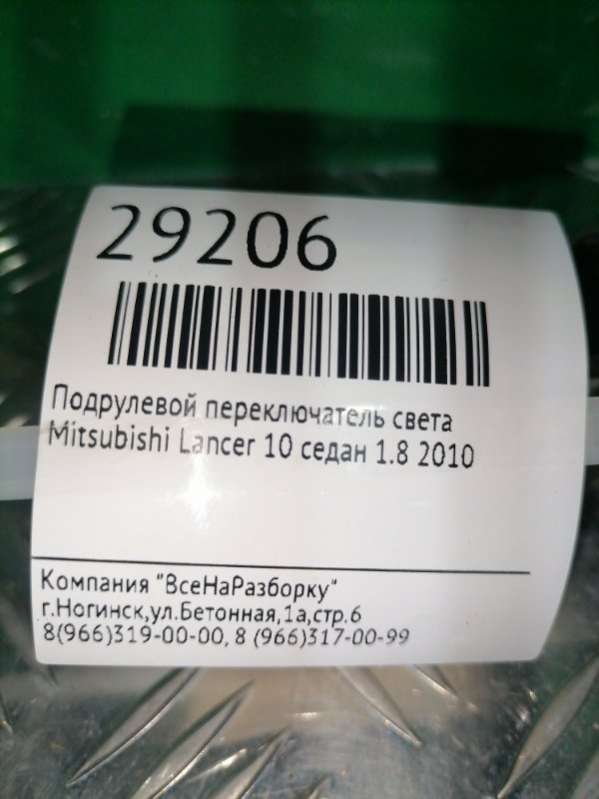 29206
Подрулевой переключатель света
Mitsubishi Lancer 10 седан 1.8 2010
Компания "ВсеНаРазборку"
г.Ногинск,ул.Бетонная,1а,стр.6
8(966)319-00-00, 8 (966)317-00-99